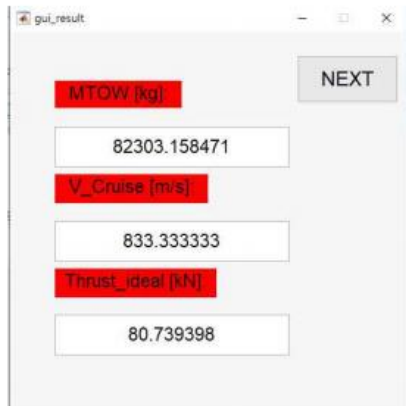 gui_result
NEXT
MTOW [kg]:
82303.158471
V_Cruise [m/s]:
833.333333
Thrust_ideal [kN]:
80.739398